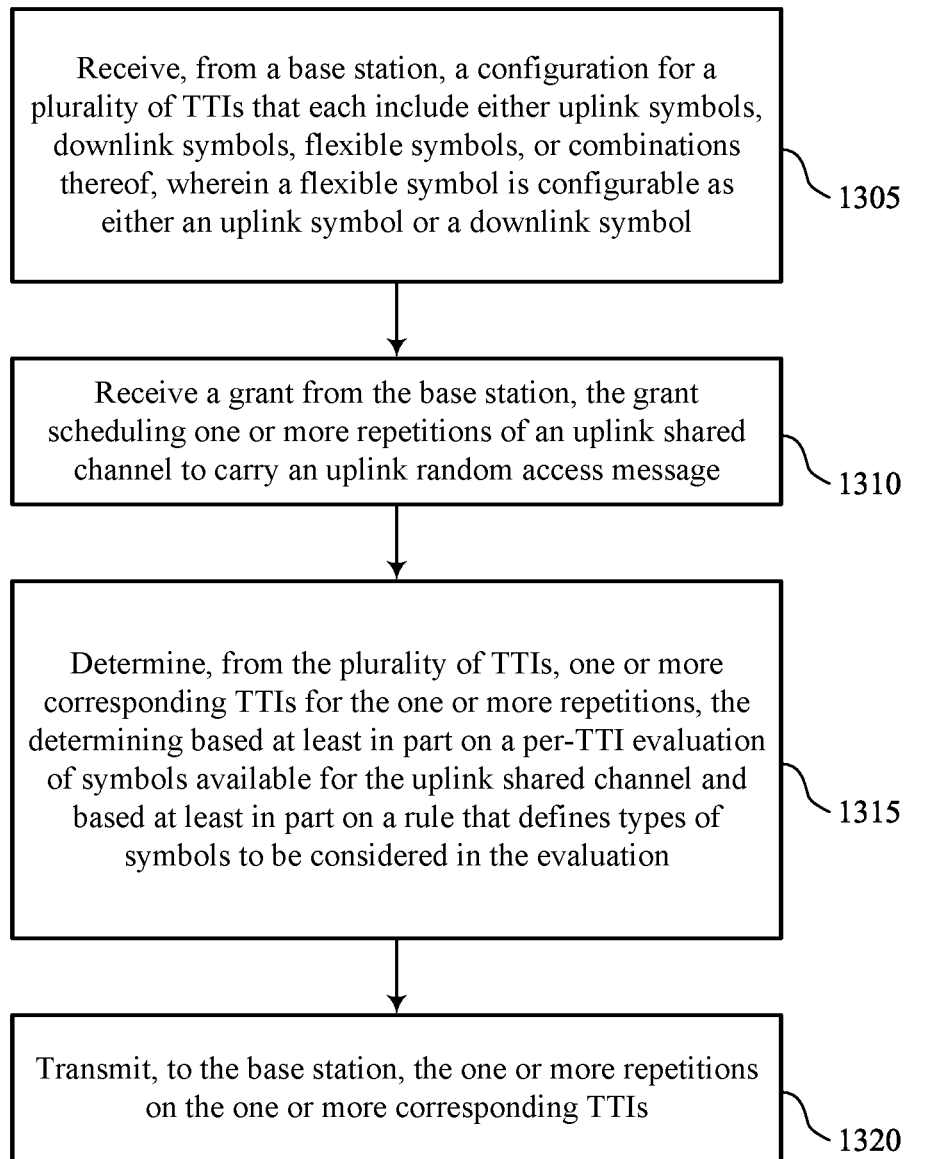 Receive, from a base station, a configuration for a
plurality of TTIs that each include either uplink symbols,
downlink symbols, flexible symbols, or combinations
thereof, wherein a flexible symbol is configurable as
either an uplink symbol or a downlink symbol
1305
Receive a grant from the base station, the grant
scheduling one or more repetitions of an uplink shared
channel to carry an uplink random access message
1310
Determine, from the plurality of TTIs, one or more
corresponding TTIs for the one or more repetitions, the
determining based at least in part on a per-TTI evaluation
of symbols available for the uplink shared channel and
based at least in part on a rule that defines types of
symbols to be considered in the evaluation
1315
Transmit, to the base station, the one or more repetitions
on the one or more corresponding TTIs
1320